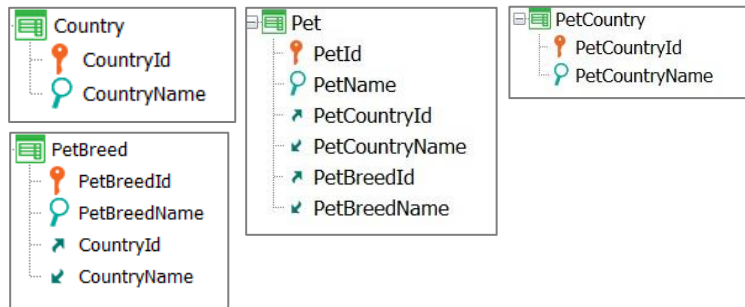 Country
CountryId
CountryName
PetBreed
PetBreedId
PetBreedName
CountryId
CountryName
Pet
PetId
PetName
PetCountryId
PetCountryName
PetBreedId
PetBreedName
PetCountry
PetCountryId
PetCountryName